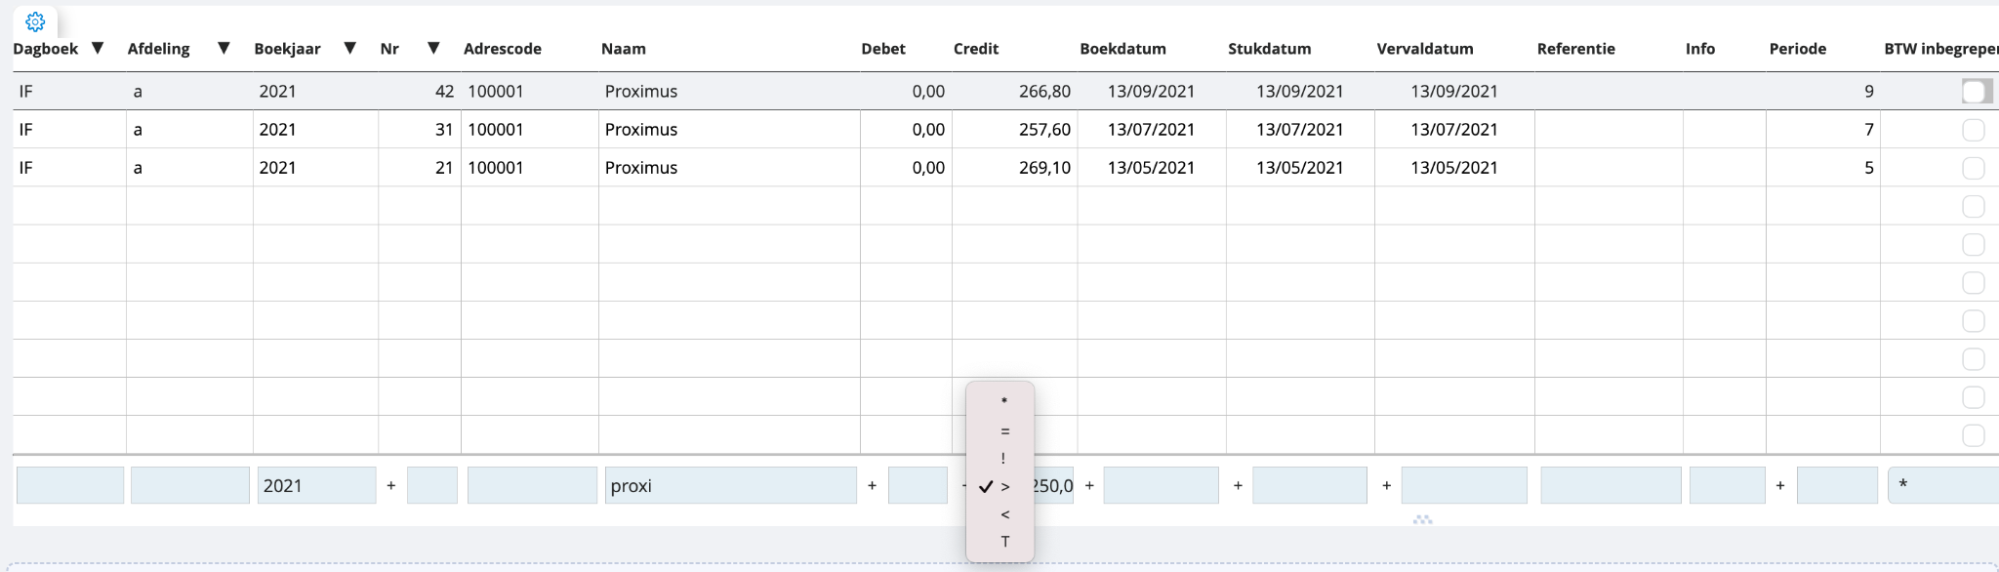 Dagboek ▼ Afdeling ▼ Boekjaar ▼ Nr ▼ Adrescode Naam Debet Credit Boekdatum Stukdatum Vervaldatum Referentie Info Periode BTW inbegrepe
IF a 2021 42 100001 Proximus 0,00 266,80 13/09/2021 13/09/2021 13/09/2021 9
IF a 2021 31 100001 Proximus 0,00 257,60 13/07/2021 13/07/2021 13/07/2021 7
IF a 2021 21 100001 Proximus 0,00 269,10 13/05/2021 13/05/2021 13/05/2021 5
*
=
!
2021 + proxi + ✓ > 250,0 + + + + *
<
T